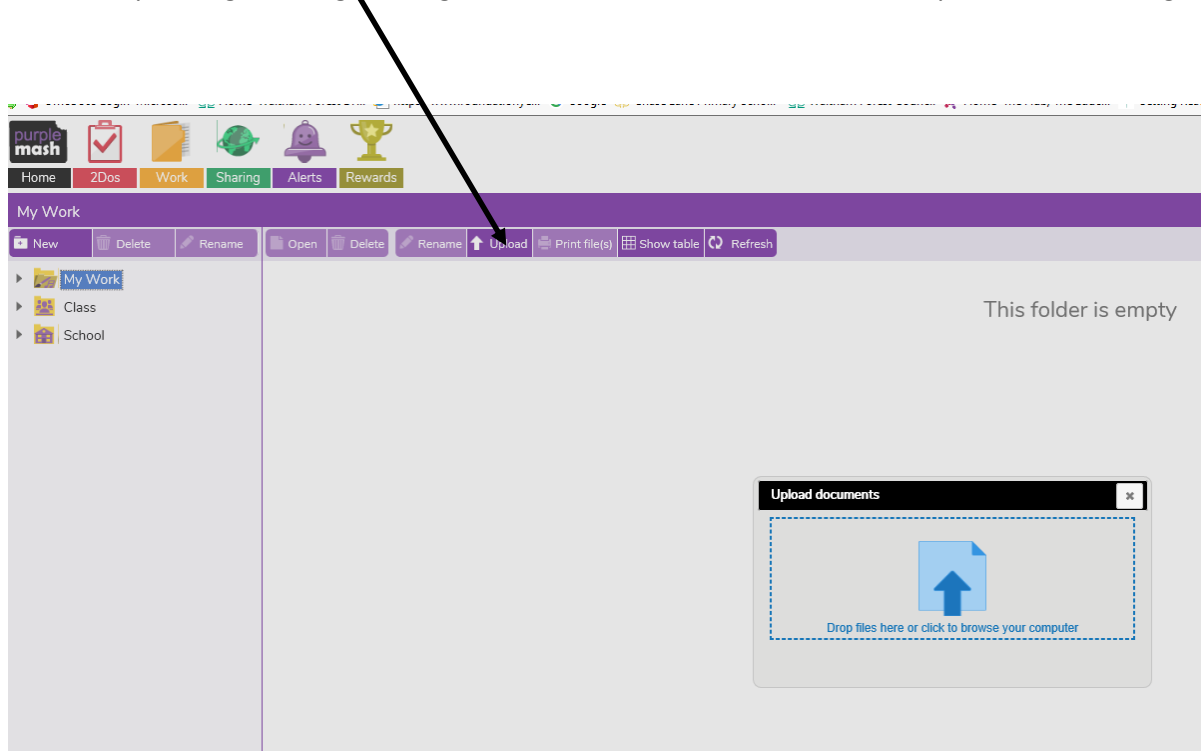 purple
mash
Home 2Dos Work Sharing Alerts Rewards
My Work
New Delete Rename Open Delete Rename Upload Print file(s) Show table Refresh
My Work
Class
School
This folder is empty
Upload documents
Drop files here or click to browse your computer